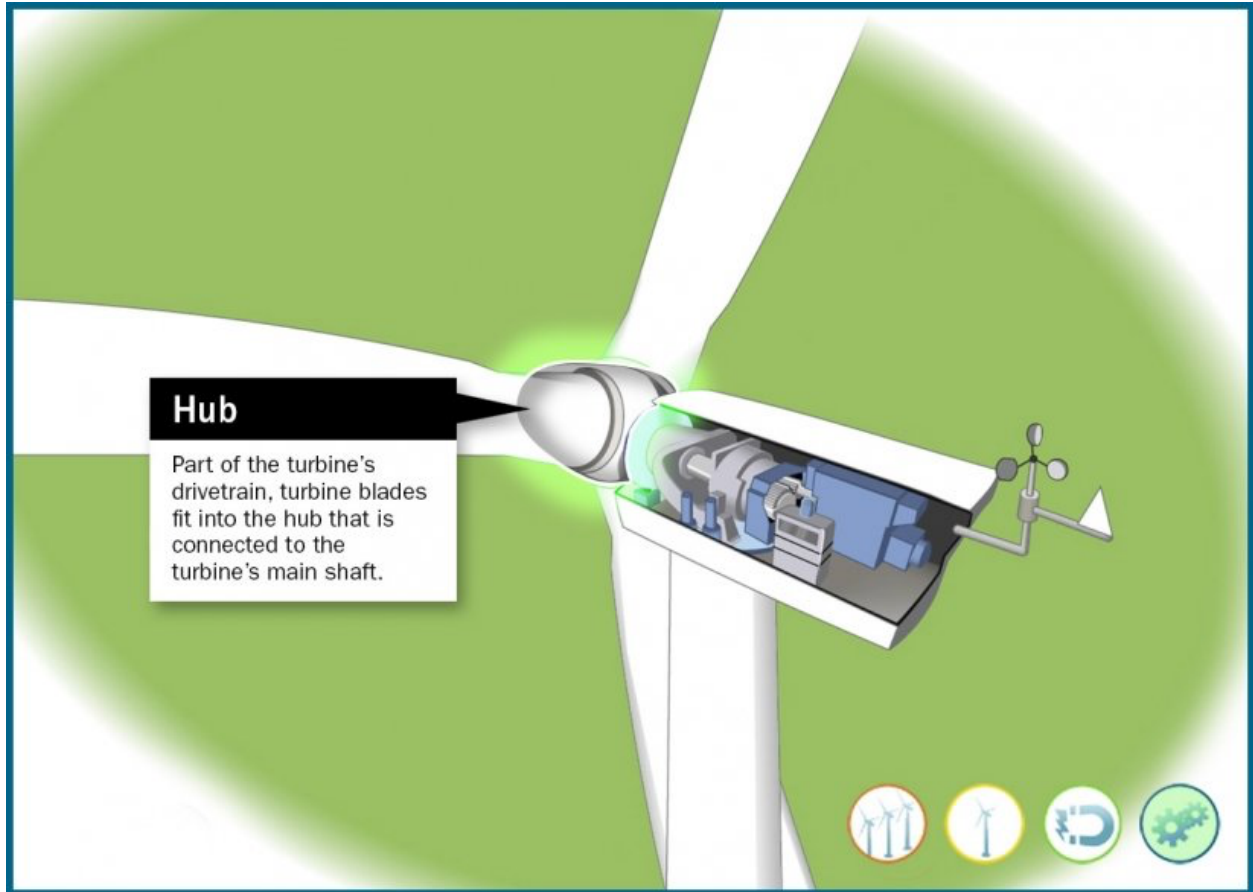 Hub
Part of the turbine’s
drivetrain, turbine blades
fit into the hub that is
connected to the
turbine’s main shaft.